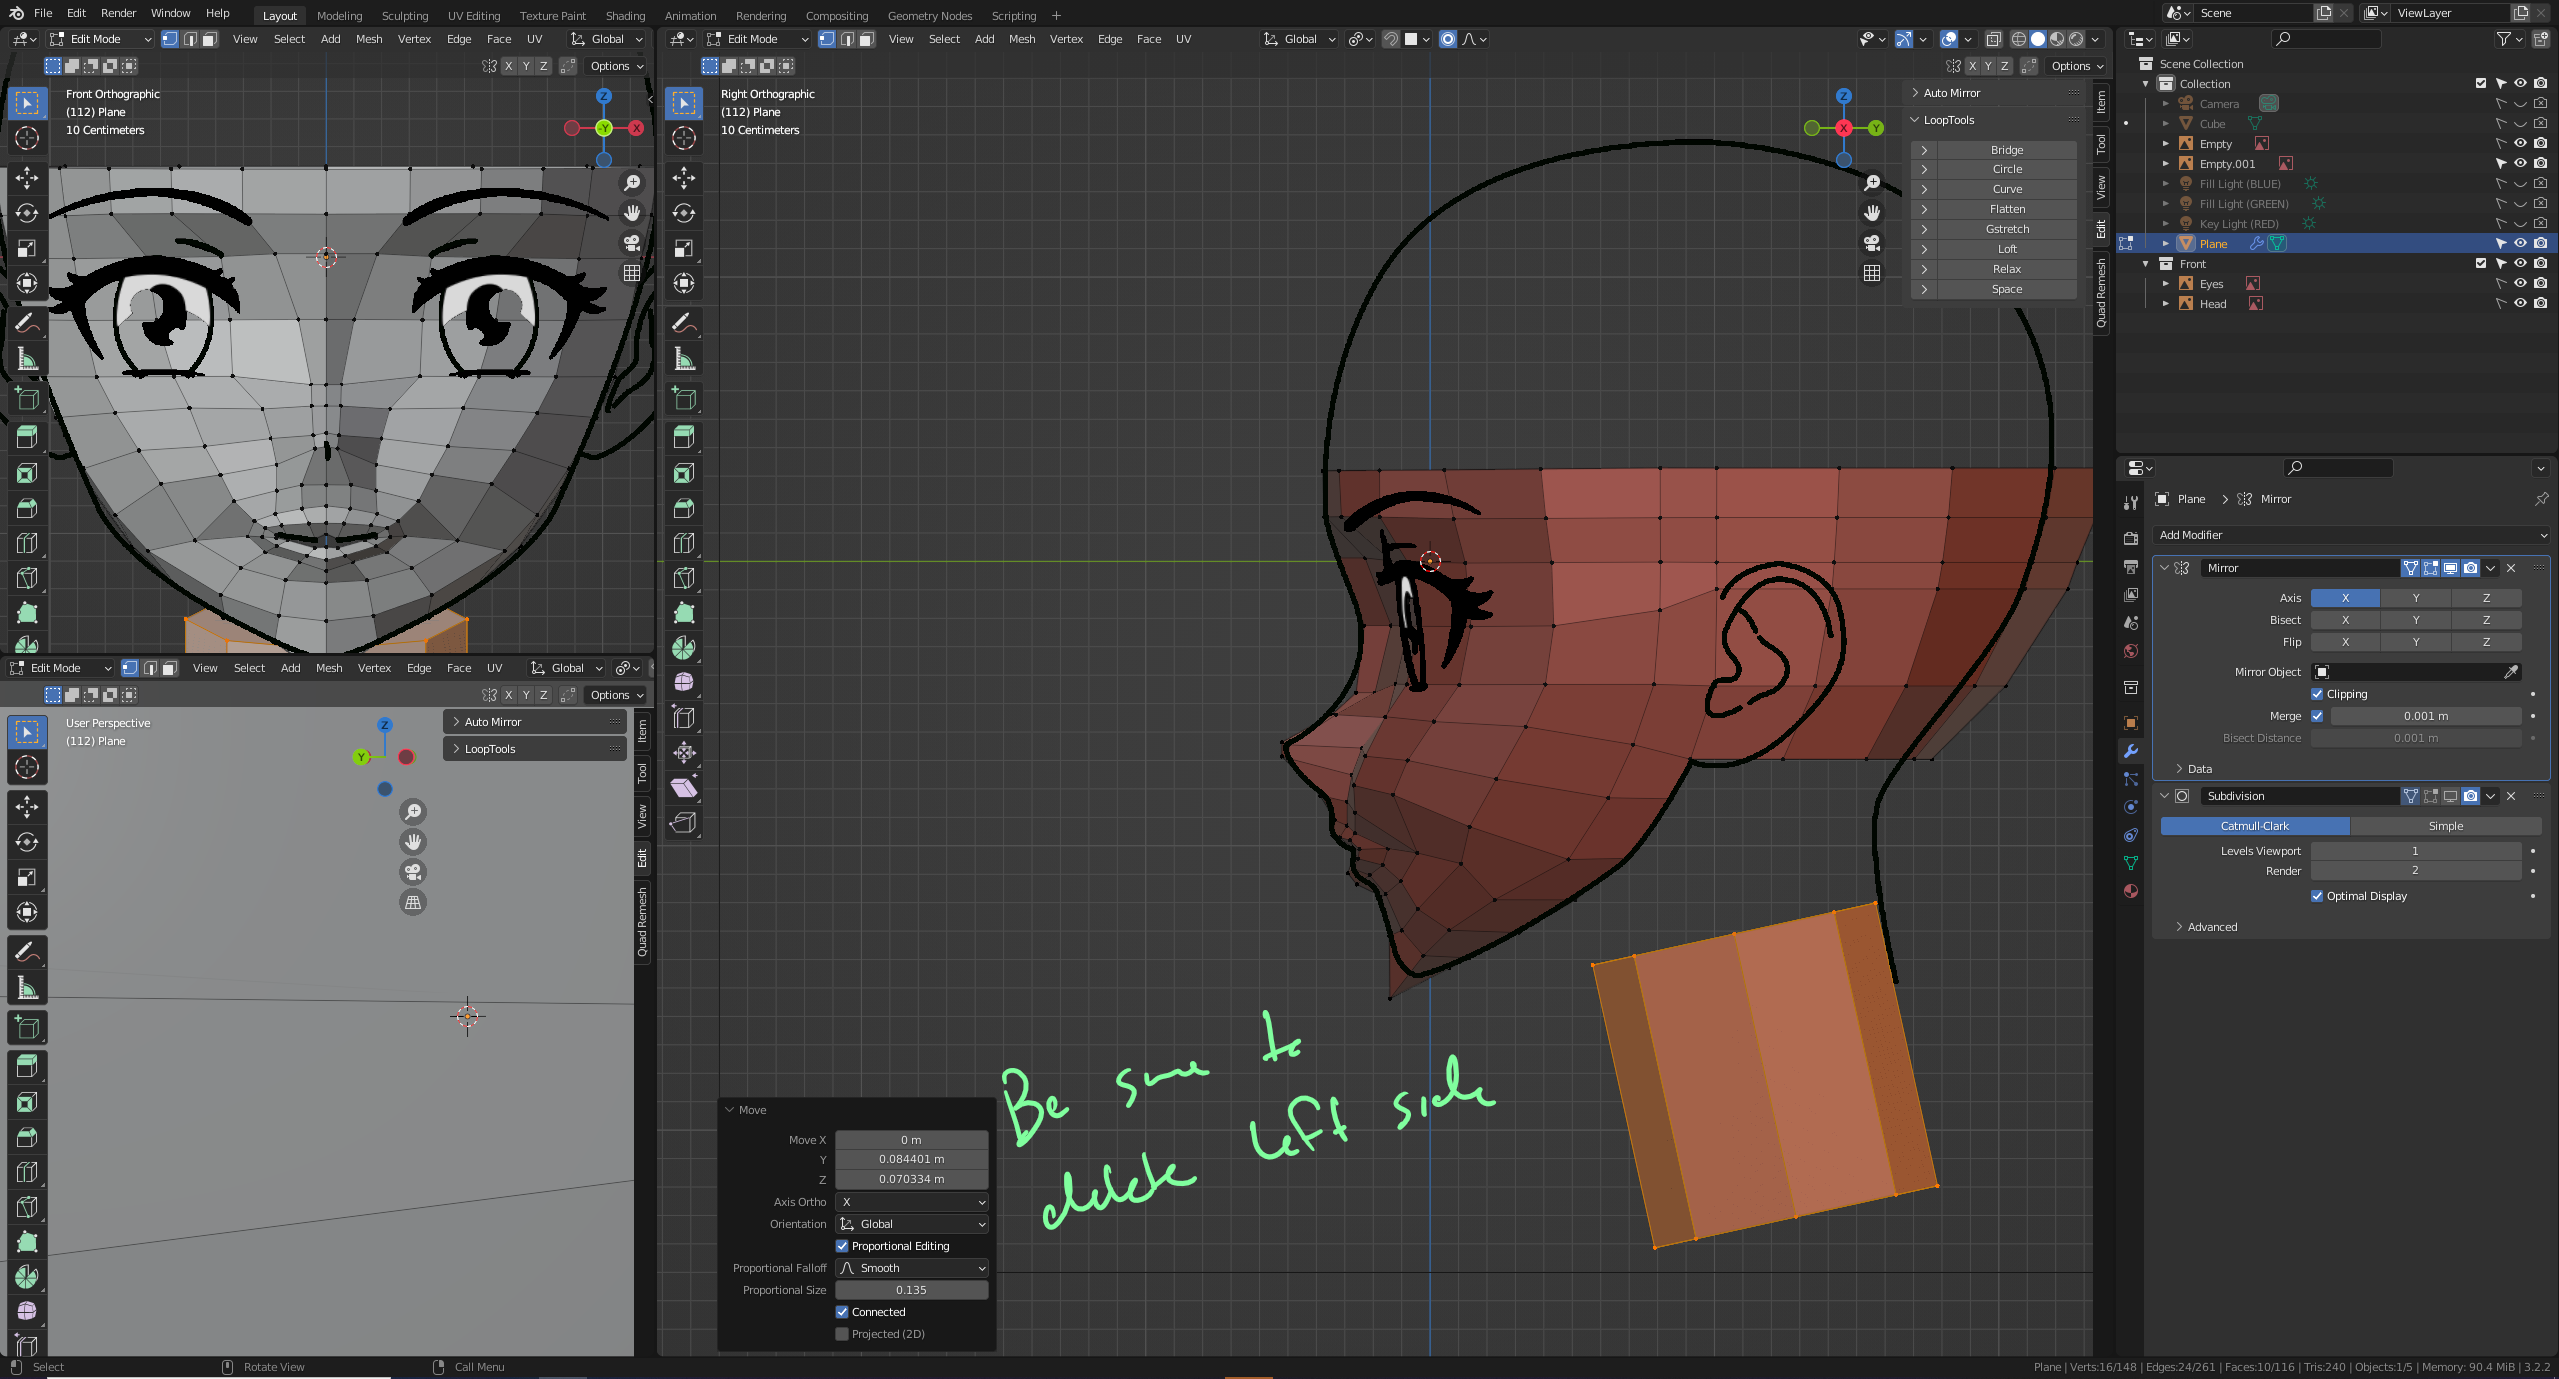 File Edit Render Window Help Layout Modeling Sculpting UV Editing Texture Paint Shading Animation Rendering Compositing Geometry Nodes Scripting + Scene ViewLayer
Edit Mode View Select Add Mesh Vertex Edge Face UV Global
Edit Mode View Select Add Mesh Vertex Edge Face UV Global
X Y Z Options
X Y Z Options
Front Orthographic
(112) Plane
10 Centimeters
Z
Y
X
Right Orthographic
(112) Plane
10 Centimeters
Z
X
Y
Auto Mirror
LoopTools
Bridge
Circle
Curve
Flatten
Gstretch
Loft
Relax
Space
Item
Tool
View
Edit
Quad Remesh
Scene Collection
Collection
Camera
Cube
Empty
Empty.001
Fill Light (BLUE)
Fill Light (GREEN)
Key Light (RED)
Plane
Front
Eyes
Head
Edit Mode View Select Add Mesh Vertex Edge Face UV Global
X Y Z Options
User Perspective
(112) Plane
Z
Y
Auto Mirror
LoopTools
Item
Tool
View
Edit
Quad Remesh
Be sure to
delete left side
Move
Move X 0 m
Y 0.084401 m
Z 0.070334 m
Axis Ortho X
Orientation Global
Proportional Editing
Proportional Falloff Smooth
Proportional Size 0.135
Connected
Projected (2D)
Plane > Mirror
Add Modifier
Mirror
Axis X Y Z
Bisect X Y Z
Flip X Y Z
Mirror Object
Clipping
Merge 0.001 m
Bisect Distance 0.001 m
Data
Subdivision
Catmull-Clark Simple
Levels Viewport 1
Render 2
Optimal Display
Advanced
Select Rotate View Call Menu
Plane | Verts:16/148 | Edges:24/261 | Faces:10/116 | Tris:240 | Objects:1/5 | Memory: 90.4 MiB | 3.2.2